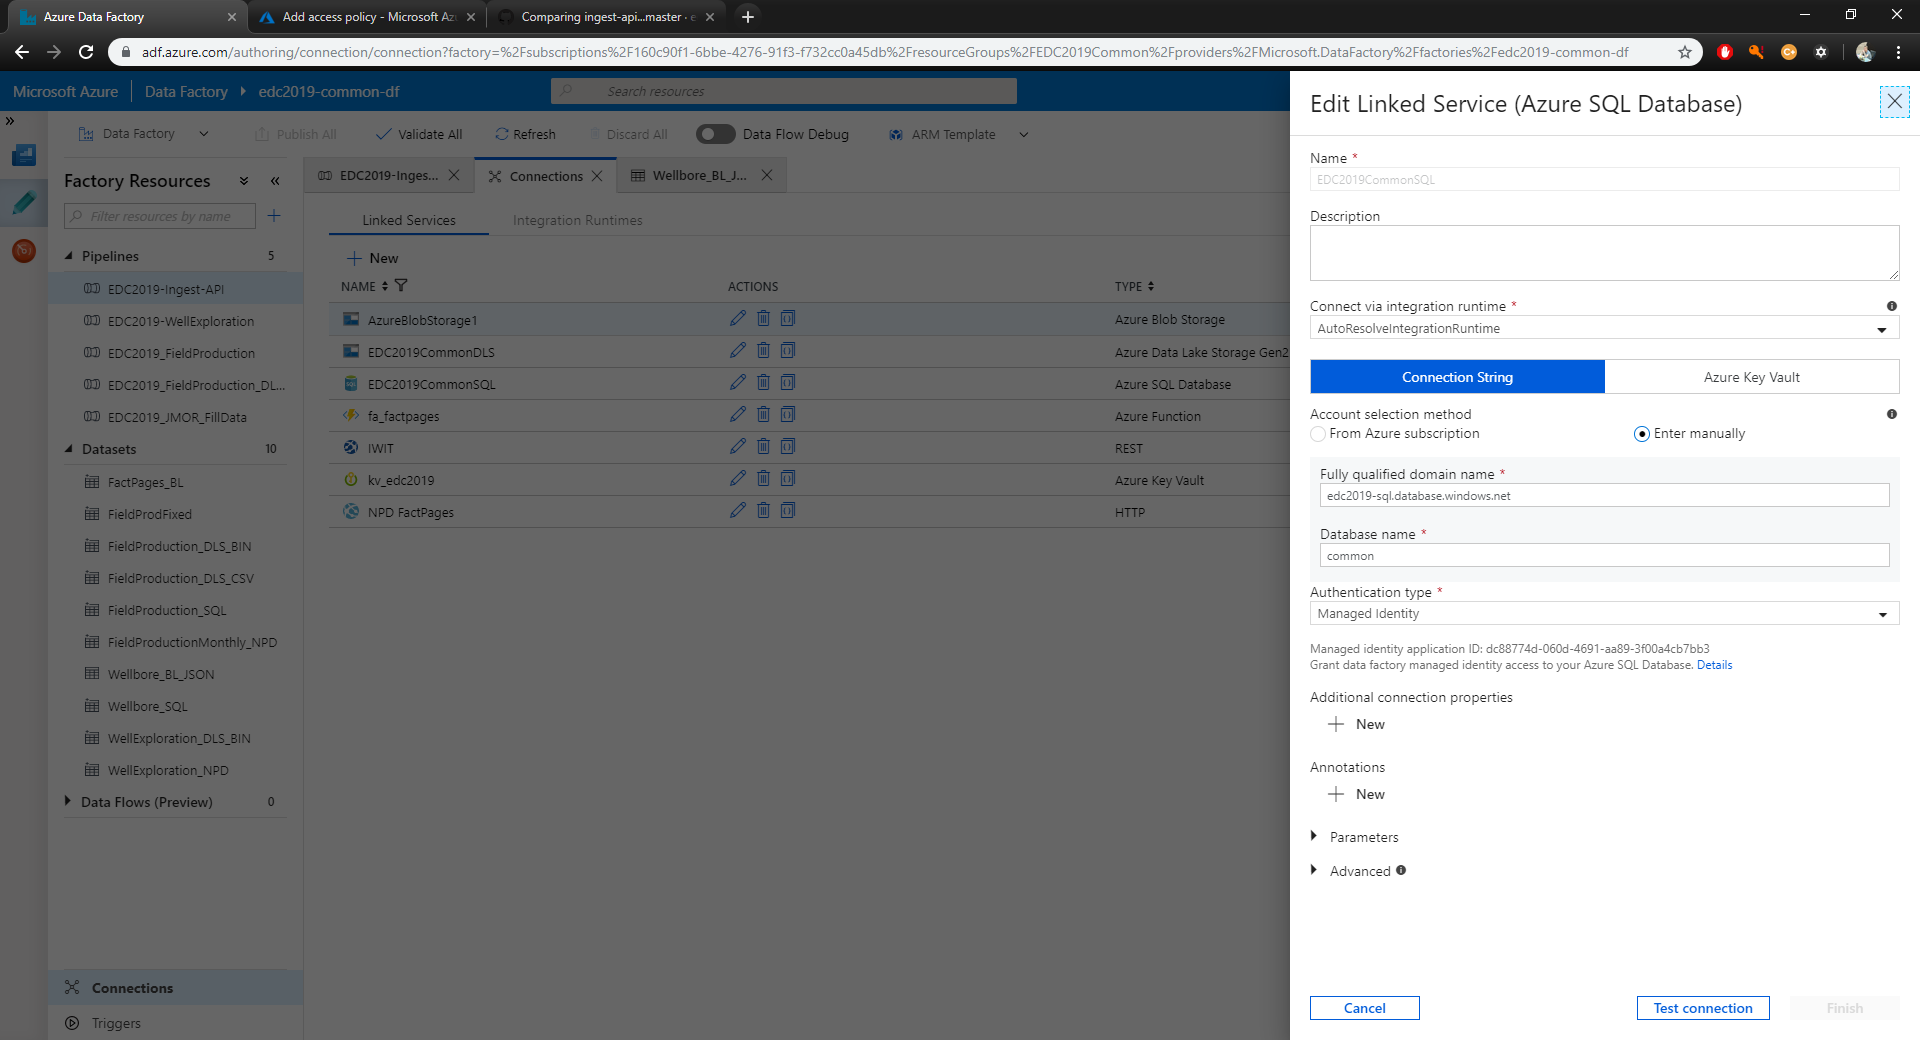 Azure Data Factory
Add access policy - Microsoft Azu
Comparing ingest-api...master · e
adf.azure.com/authoring/connection/connection?factory=%2Fsubscriptions%2F160c90f1-6bbe-4276-91f3-f732cc0a45db%2FresourceGroups%2FEDC2019Common%2Fproviders%2FMicrosoft.DataFactory%2Ffactories%2Fedc2019-common-df
Microsoft Azure
Data Factory
edc2019-common-df
Search resources
Data Factory
Publish All
Validate All
Refresh
Discard All
Data Flow Debug
ARM Template
Factory Resources
Filter resources by name
Pipelines 5
EDC2019-Ingest-API
EDC2019-WellExploration
EDC2019_FieldProduction
EDC2019_FieldProduction_DL...
EDC2019_JMOR_FillData
Datasets 10
FactPages_BL
FieldProdFixed
FieldProduction_DLS_BIN
FieldProduction_DLS_CSV
FieldProduction_SQL
FieldProductionMonthly_NPD
Wellbore_BL_JSON
Wellbore_SQL
WellExploration_DLS_BIN
WellExploration_NPD
Data Flows (Preview) 0
Connections
Triggers
EDC2019-Inges...
Connections
Wellbore_BL_J...
Linked Services
Integration Runtimes
New
NAME ACTIONS TYPE
AzureBlobStorage1 Azure Blob Storage
EDC2019CommonDLS Azure Data Lake Storage Gen2
EDC2019CommonSQL Azure SQL Database
fa_factpages Azure Function
IWIT REST
kv_edc2019 Azure Key Vault
NPD FactPages HTTP
Edit Linked Service (Azure SQL Database)
Name *
EDC2019CommonSQL
Description
Connect via integration runtime *
AutoResolveIntegrationRuntime
Connection String
Azure Key Vault
Account selection method
From Azure subscription
Enter manually
Fully qualified domain name *
edc2019-sql.database.windows.net
Database name *
common
Authentication type *
Managed Identity
Managed identity application ID: dc88774d-060d-4691-aa89-3f00a4cb7bb3
Grant data factory managed identity access to your Azure SQL Database. Details
Additional connection properties
New
Annotations
New
Parameters
Advanced
Cancel
Test connection
Finish